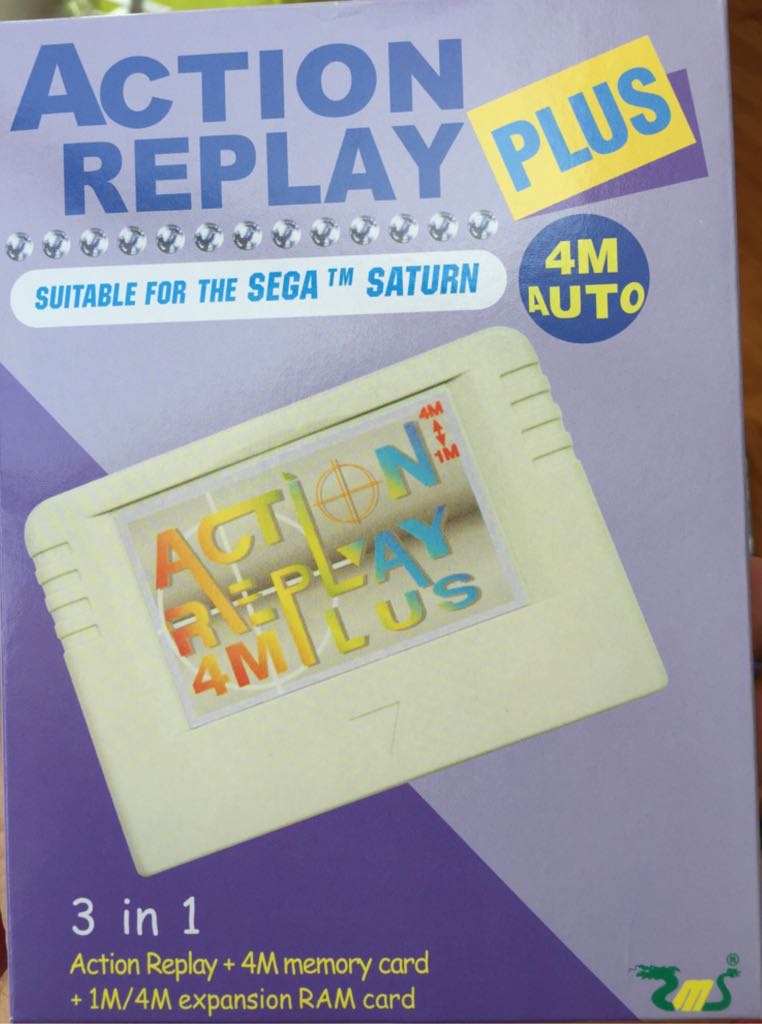 ACTION
REPLAY
PLUS
SUITABLE FOR THE SEGA™ SATURN
4M
AUTO
4M
1M
ACTION
REPLAY
4M PLUS
3 in 1
Action Replay + 4M memory card
+ 1M/4M expansion RAM card
EMS®